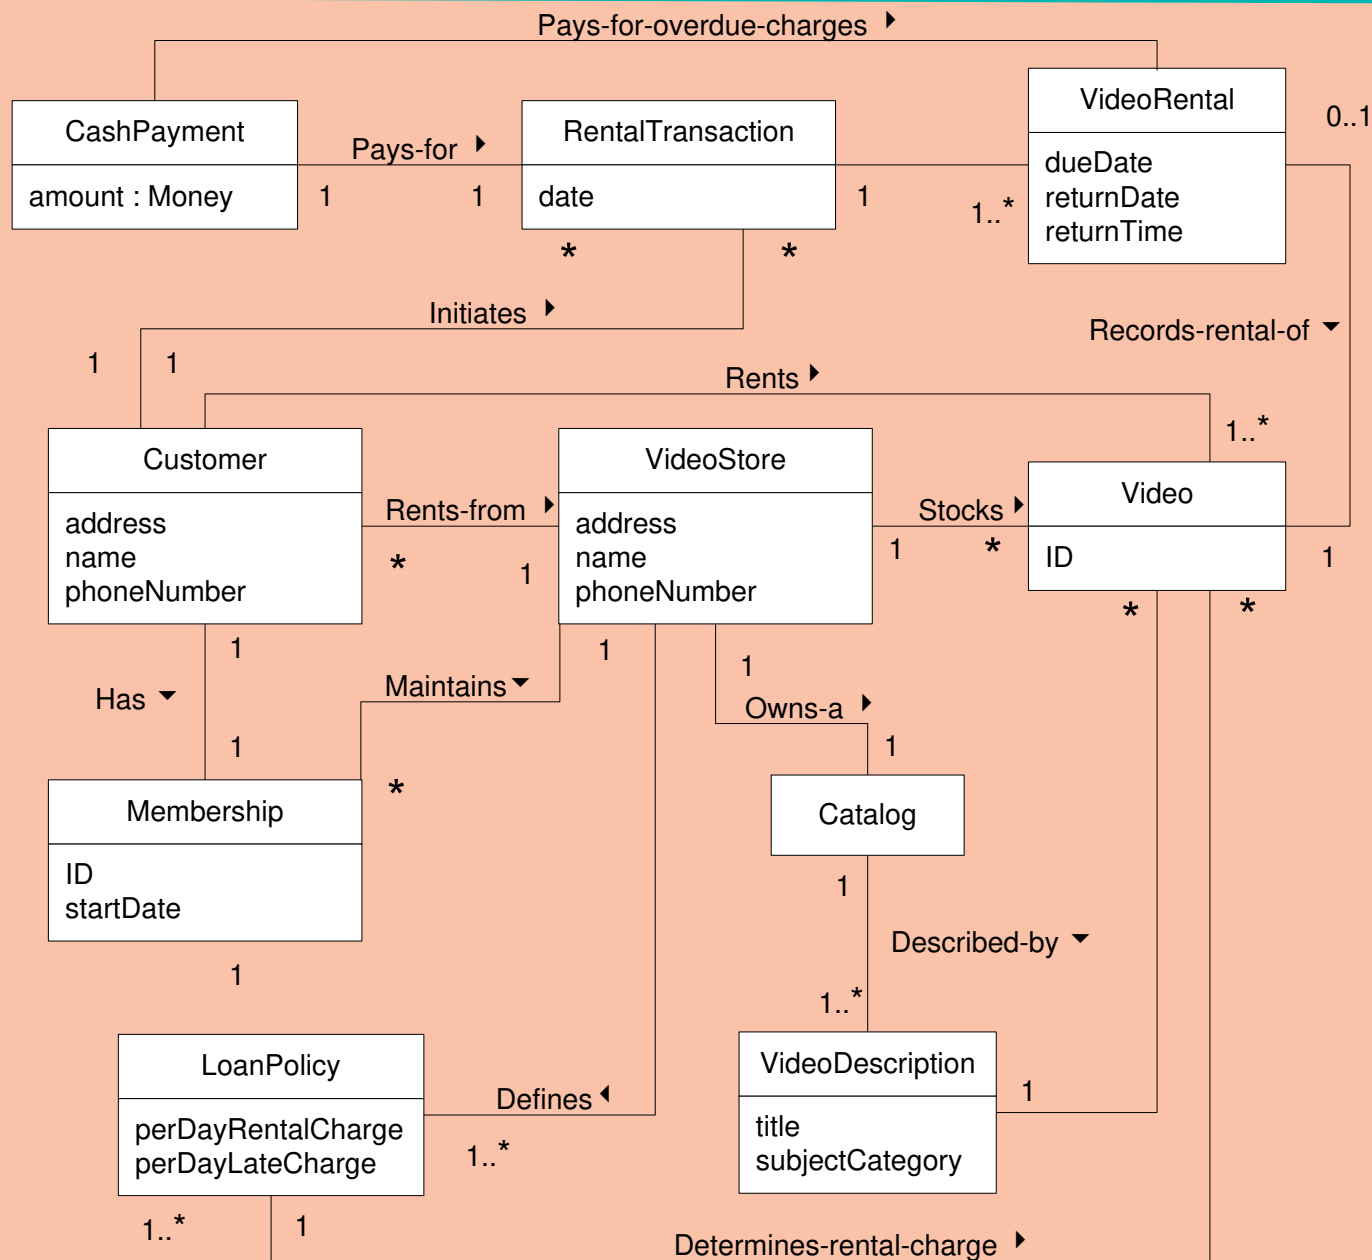 Pays-for-overdue-charges
CashPayment
amount : Money
Pays-for
1
1
RentalTransaction
date
1
1..*
VideoRental
dueDate
returnDate
returnTime
0..1
*
*
Initiates
1
1
Records-rental-of
Rents
1..*
Customer
address
name
phoneNumber
Rents-from
*
1
VideoStore
address
name
phoneNumber
Stocks
1
*
Video
ID
1
*
*
1
Has
1
Maintains
1
*
1
Owns-a
1
Membership
ID
startDate
1
Catalog
1
Described-by
1..*
LoanPolicy
perDayRentalCharge
perDayLateCharge
Defines
1..*
VideoDescription
title
subjectCategory
1
1..*
1
Determines-rental-charge